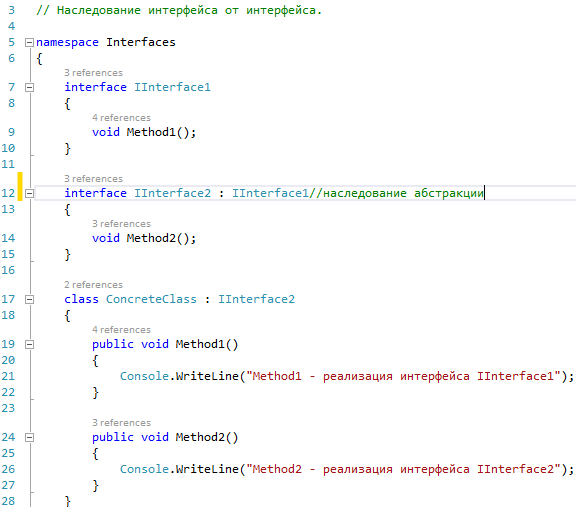 3 // Наследование интерфейса от интерфейса.
4
5 namespace Interfaces
6 {
3 references
7 interface IInterface1
8 {
4 references
9 void Method1();
10 }
11
3 references
12 interface IInterface2 : IInterface1//наследование абстракции
13 {
3 references
14 void Method2();
15 }
16
2 references
17 class ConcreteClass : IInterface2
18 {
4 references
19 public void Method1()
20 {
21 Console.WriteLine("Method1 - реализация интерфейса IInterface1");
22 }
23
3 references
24 public void Method2()
25 {
26 Console.WriteLine("Method2 - реализация интерфейса IInterface2");
27 }
28 }